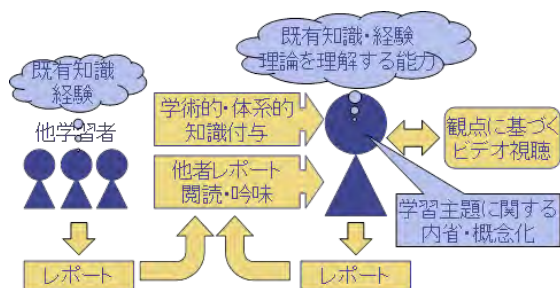 既有知識
経験
他学習者
レポート
学術的・体系的
知識付与
他者レポート
閲読・吟味
既有知識・経験
理論を理解する能力
観点に基づく
ビデオ視聴
学習主題に関する
内省・概念化
レポート